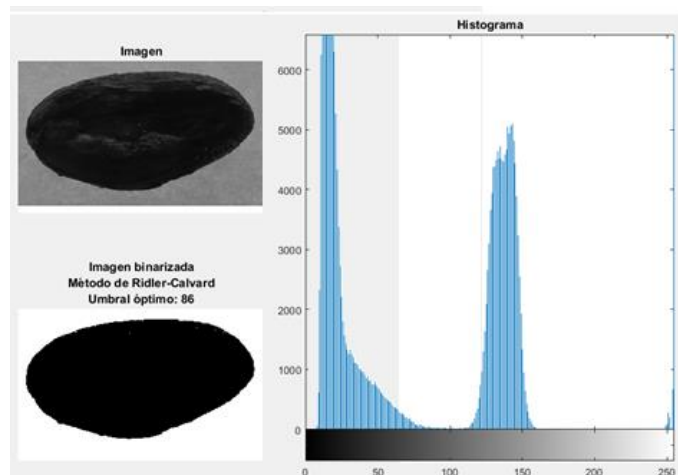 Imagen
Imagen binarizada
Mètodo de Ridler-Calvard
Umbral òptimo: 86
Histograma
6000
5000
4000
3000
2000
1000
0
0 50 100 150 200 250